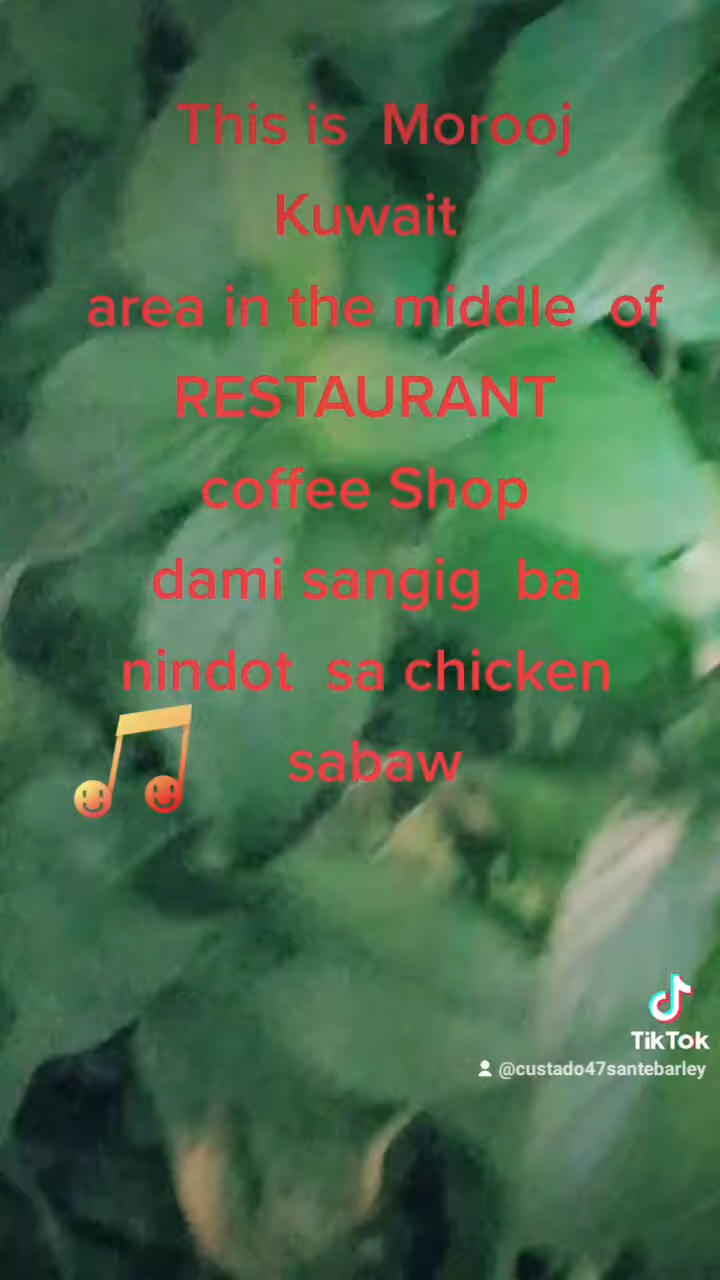 This is Morooj
Kuwait
area in the middle of
RESTAURANT
coffee Shop
dami sangig ba
nindot sa chicken
sabaw
TikTok
@custado47santebarley